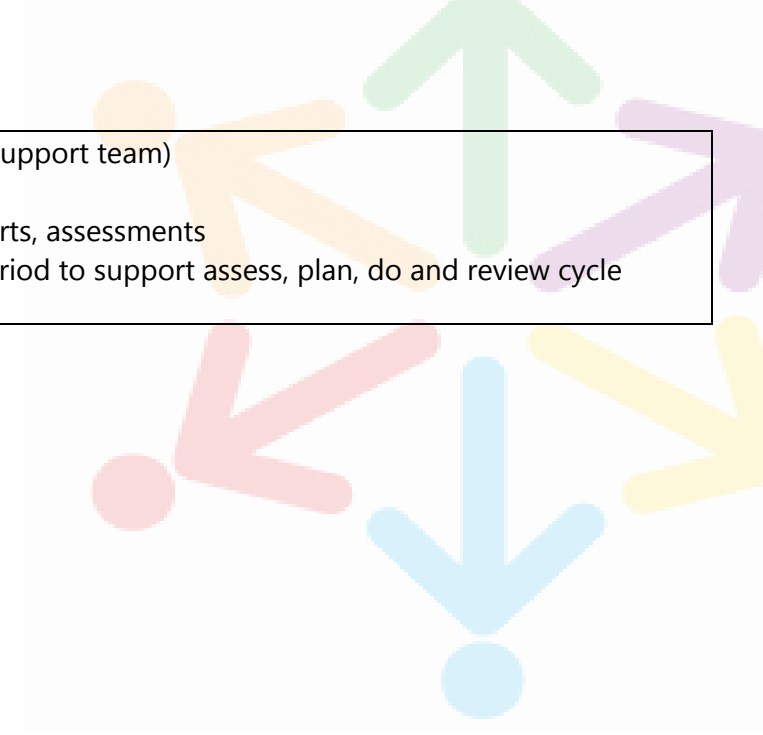 upport team)
rts, assessments
riod to support assess, plan, do and review cycle